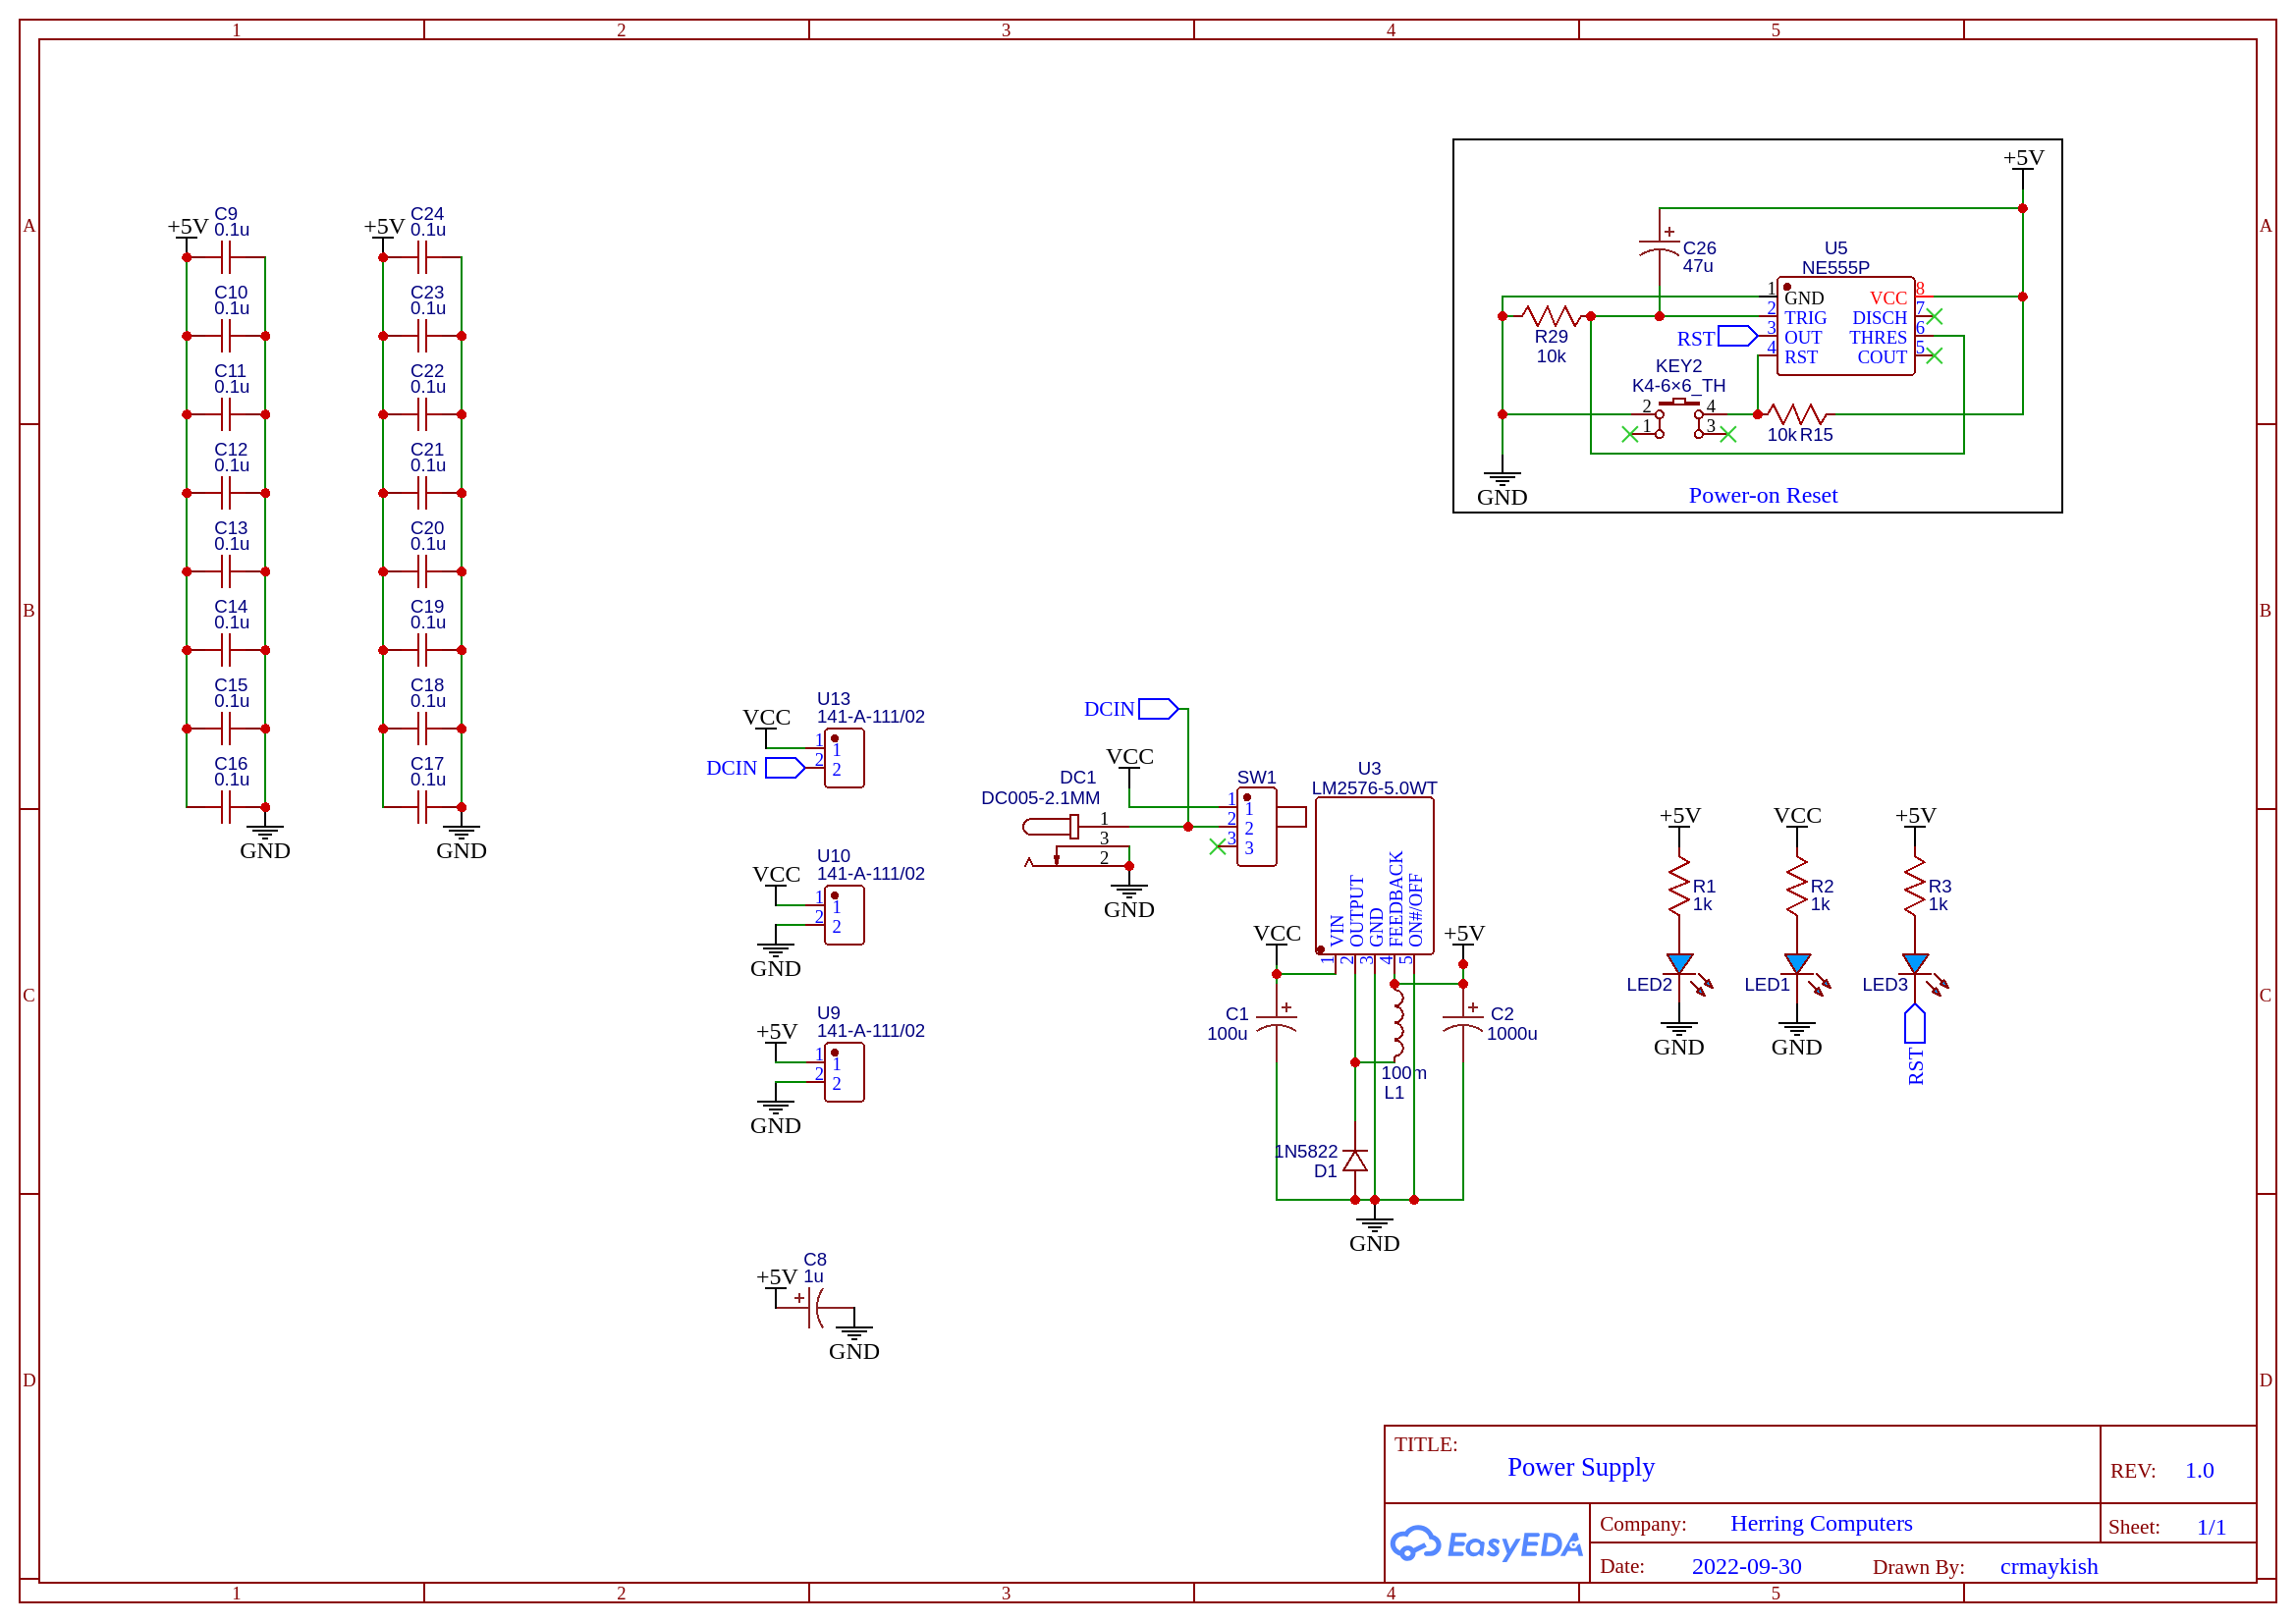 1 2 3 4 5
A A
B B
C C
D D
1 2 3 4 5
+5V
C9
0.1u
C10
0.1u
C11
0.1u
C12
0.1u
C13
0.1u
C14
0.1u
C15
0.1u
C16
0.1u
GND
+5V
C24
0.1u
C23
0.1u
C22
0.1u
C21
0.1u
C20
0.1u
C19
0.1u
C18
0.1u
C17
0.1u
GND
+5V
C26
47u
U5
NE555P
1 GND
2 TRIG
3 OUT
4 RST
VCC 8
DISCH 7
THRES 6
COUT 5
RST
R29
10k
KEY2
K4-6×6_TH
2 4
1 3
10k R15
GND
Power-on Reset
VCC
DCIN
U13
141-A-111/02
1 1
2 2
VCC
GND
U10
141-A-111/02
1 1
2 2
+5V
GND
U9
141-A-111/02
1 1
2 2
+5V
C8
1u
GND
DCIN
VCC
DC1
DC005-2.1MM
1
3
2
GND
SW1
1 1
2 2
3 3
U3
LM2576-5.0WT
VIN
OUTPUT
GND
FEEDBACK
ON#/OFF
1 2 3 4 5
VCC
+5V
C1
100u
C2
1000u
100m
L1
1N5822
D1
GND
+5V
R1
1k
LED2
GND
VCC
R2
1k
LED1
GND
+5V
R3
1k
LED3
RST
TITLE:
Power Supply
REV: 1.0
EasyEDA
Company: Herring Computers
Sheet: 1/1
Date: 2022-09-30
Drawn By: crmaykish